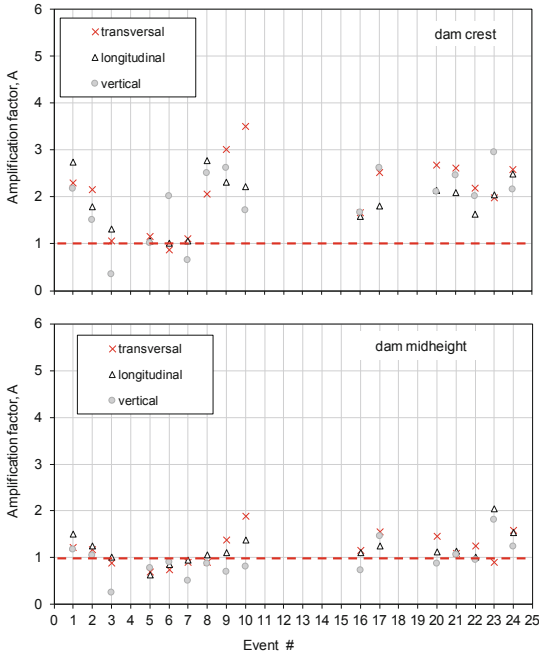 6
5
4
3
2
1
0
Amplification factor, A
transversal
longitudinal
vertical
dam crest
6
5
4
3
2
1
0
Amplification factor, A
transversal
longitudinal
vertical
dam midheight
0 1 2 3 4 5 6 7 8 9 10 11 12 13 14 15 16 17 18 19 20 21 22 23 24 25
Event #